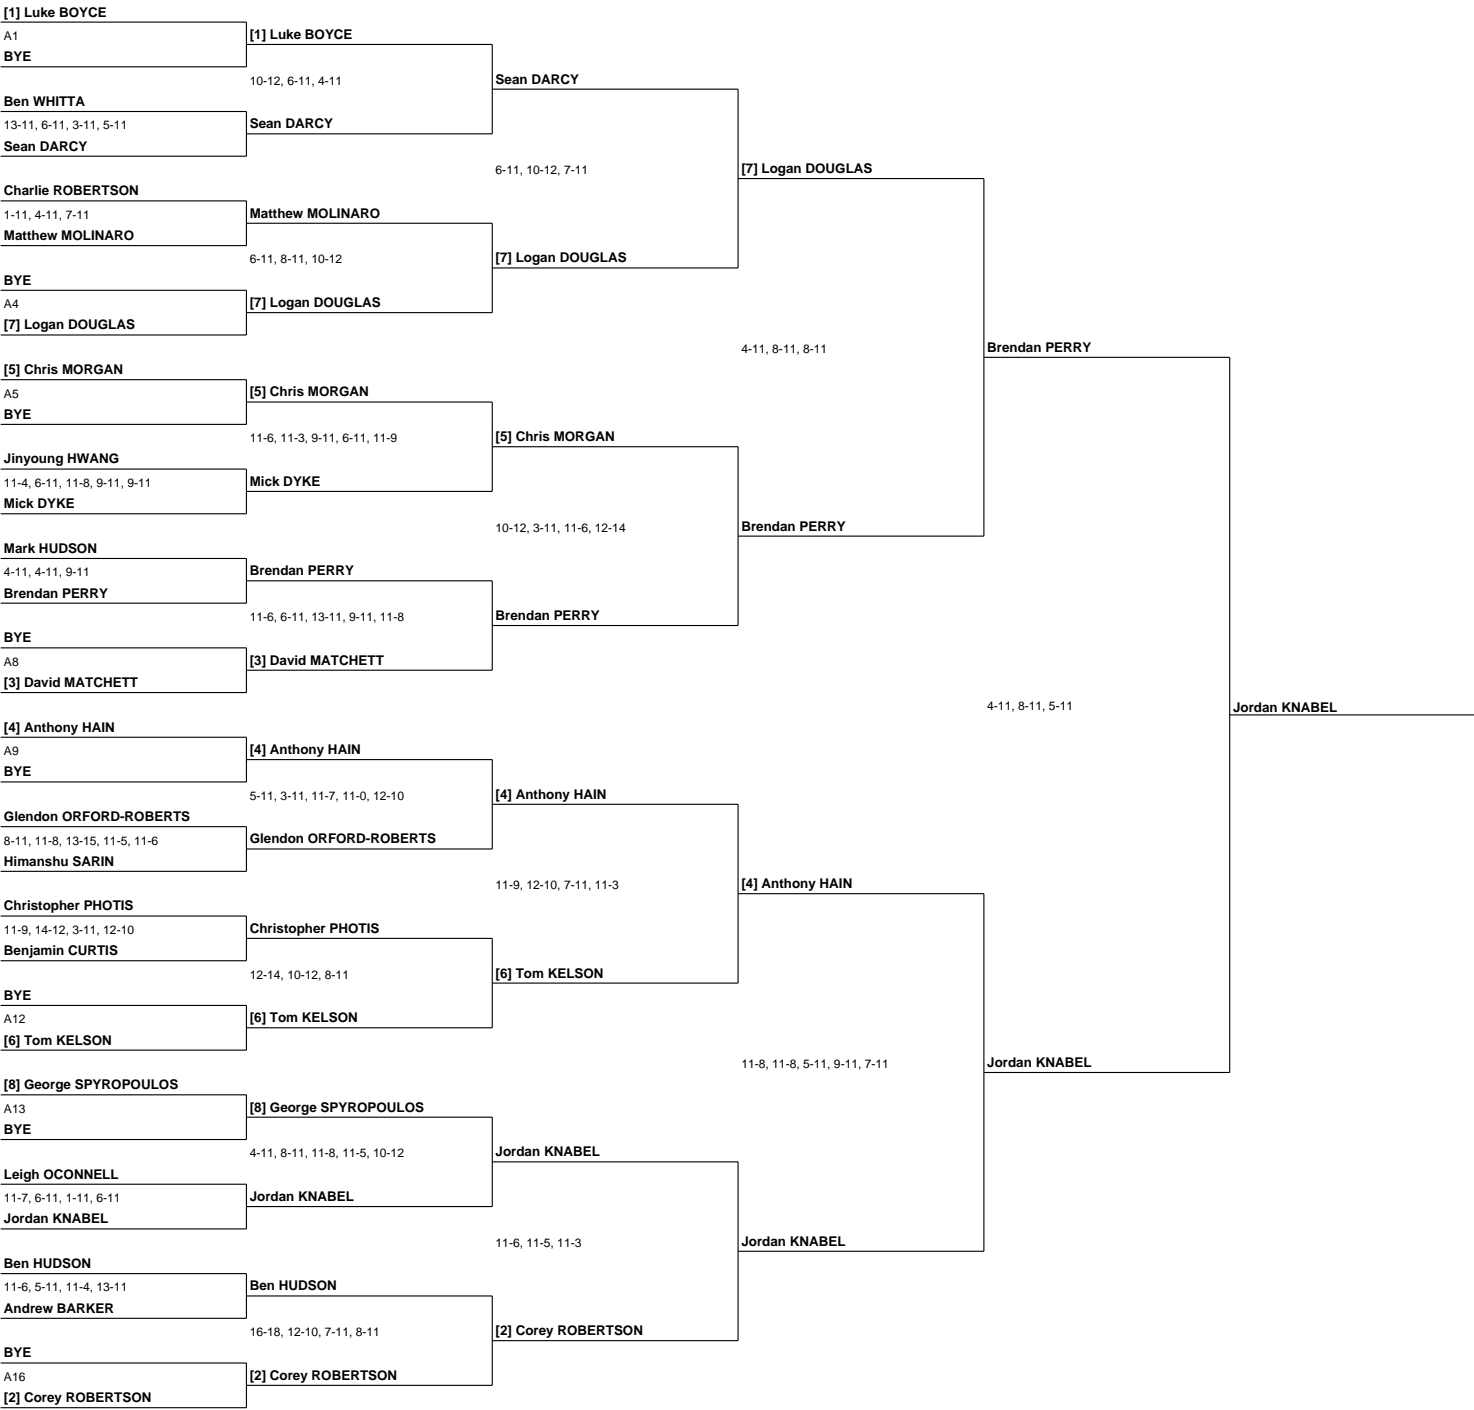 [1] Luke BOYCE
A1
BYE
Ben WHITTA
13-11, 6-11, 3-11, 5-11
Sean DARCY
Charlie ROBERTSON
1-11, 4-11, 7-11
Matthew MOLINARO
BYE
A4
[7] Logan DOUGLAS
[5] Chris MORGAN
A5
BYE
Jinyoung HWANG
11-4, 6-11, 11-8, 9-11, 9-11
Mick DYKE
Mark HUDSON
4-11, 4-11, 9-11
Brendan PERRY
BYE
A8
[3] David MATCHETT
[4] Anthony HAIN
A9
BYE
Glendon ORFORD-ROBERTS
8-11, 11-8, 13-15, 11-5, 11-6
Himanshu SARIN
Christopher PHOTIS
11-9, 14-12, 3-11, 12-10
Benjamin CURTIS
BYE
A12
[6] Tom KELSON
[8] George SPYROPOULOS
A13
BYE
Leigh OCONNELL
11-7, 6-11, 1-11, 6-11
Jordan KNABEL
Ben HUDSON
11-6, 5-11, 11-4, 13-11
Andrew BARKER
BYE
A16
[2] Corey ROBERTSON
[1] Luke BOYCE
10-12, 6-11, 4-11
Sean DARCY
Matthew MOLINARO
6-11, 8-11, 10-12
[7] Logan DOUGLAS
[5] Chris MORGAN
11-6, 11-3, 9-11, 6-11, 11-9
Mick DYKE
Brendan PERRY
11-6, 6-11, 13-11, 9-11, 11-8
[3] David MATCHETT
[4] Anthony HAIN
5-11, 3-11, 11-7, 11-0, 12-10
Glendon ORFORD-ROBERTS
Christopher PHOTIS
12-14, 10-12, 8-11
[6] Tom KELSON
[8] George SPYROPOULOS
4-11, 8-11, 11-8, 11-5, 10-12
Jordan KNABEL
Ben HUDSON
16-18, 12-10, 7-11, 8-11
[2] Corey ROBERTSON
Sean DARCY
6-11, 10-12, 7-11
[7] Logan DOUGLAS
[5] Chris MORGAN
10-12, 3-11, 11-6, 12-14
Brendan PERRY
[4] Anthony HAIN
11-9, 12-10, 7-11, 11-3
[6] Tom KELSON
Jordan KNABEL
11-6, 11-5, 11-3
[2] Corey ROBERTSON
[7] Logan DOUGLAS
4-11, 8-11, 8-11
Brendan PERRY
[4] Anthony HAIN
11-8, 11-8, 5-11, 9-11, 7-11
Jordan KNABEL
Brendan PERRY
4-11, 8-11, 5-11
Jordan KNABEL
Jordan KNABEL